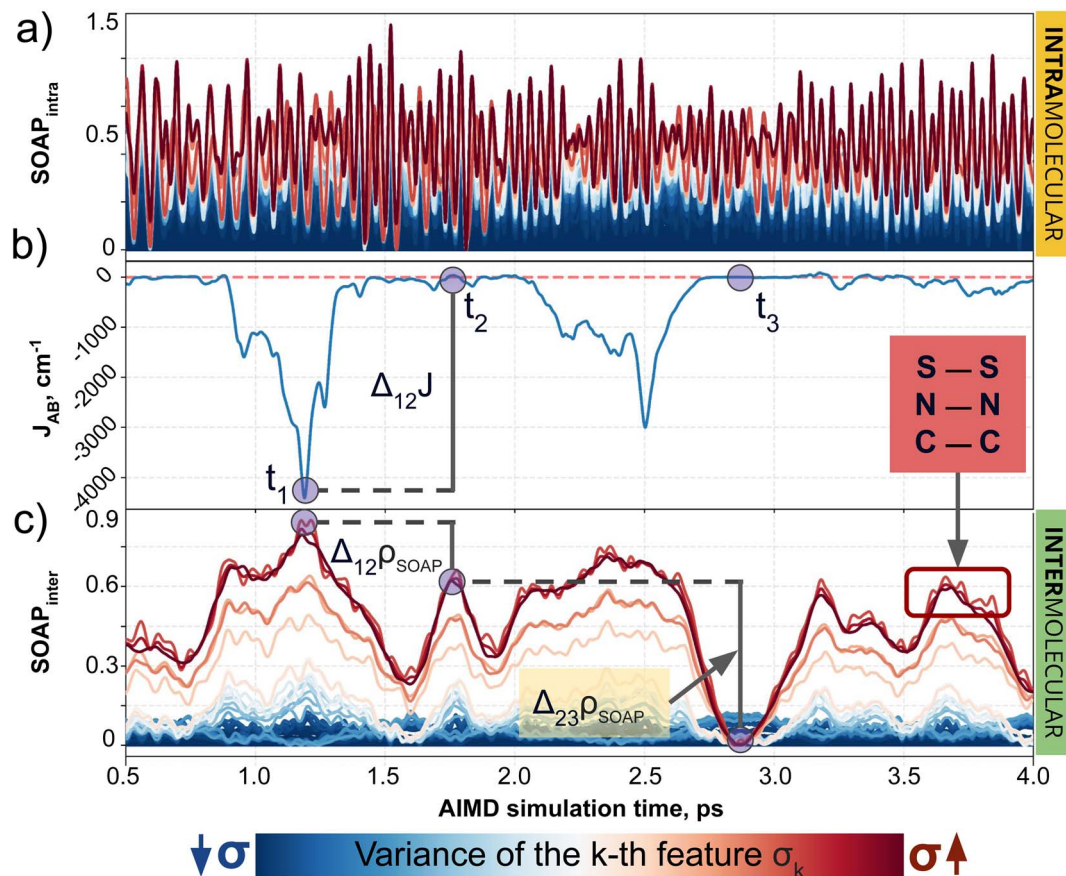 a)
1.5
0.5
0
SOAPintra
INTRAMOLECULAR
b)
0
-1000
-2000
-3000
-4000
JAB, cm-1
t1
t2
t3
Δ12J
S — S
N — N
C — C
c)
0.9
0.6
0.3
0
SOAPinter
INTERMOLECULAR
Δ12ρSOAP
Δ23ρSOAP
0.5 1.0 1.5 2.0 2.5 3.0 3.5 4.0
AIMD simulation time, ps
↓σ Variance of the k-th feature σk σ↑